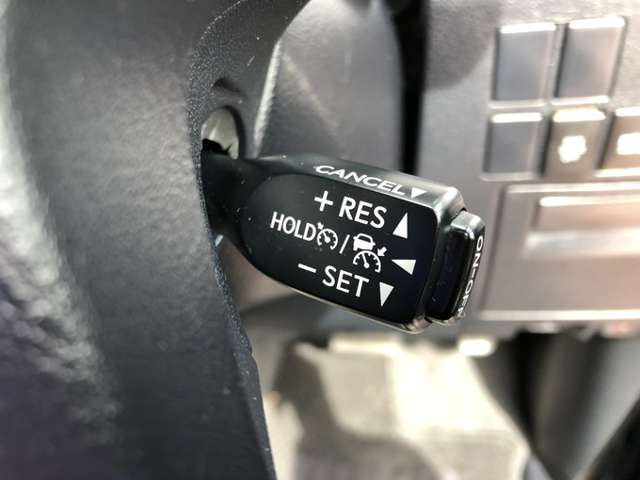 CANCEL▼
+ RES ▲
HOLD / ◀
− SET ▼
ON-OFF